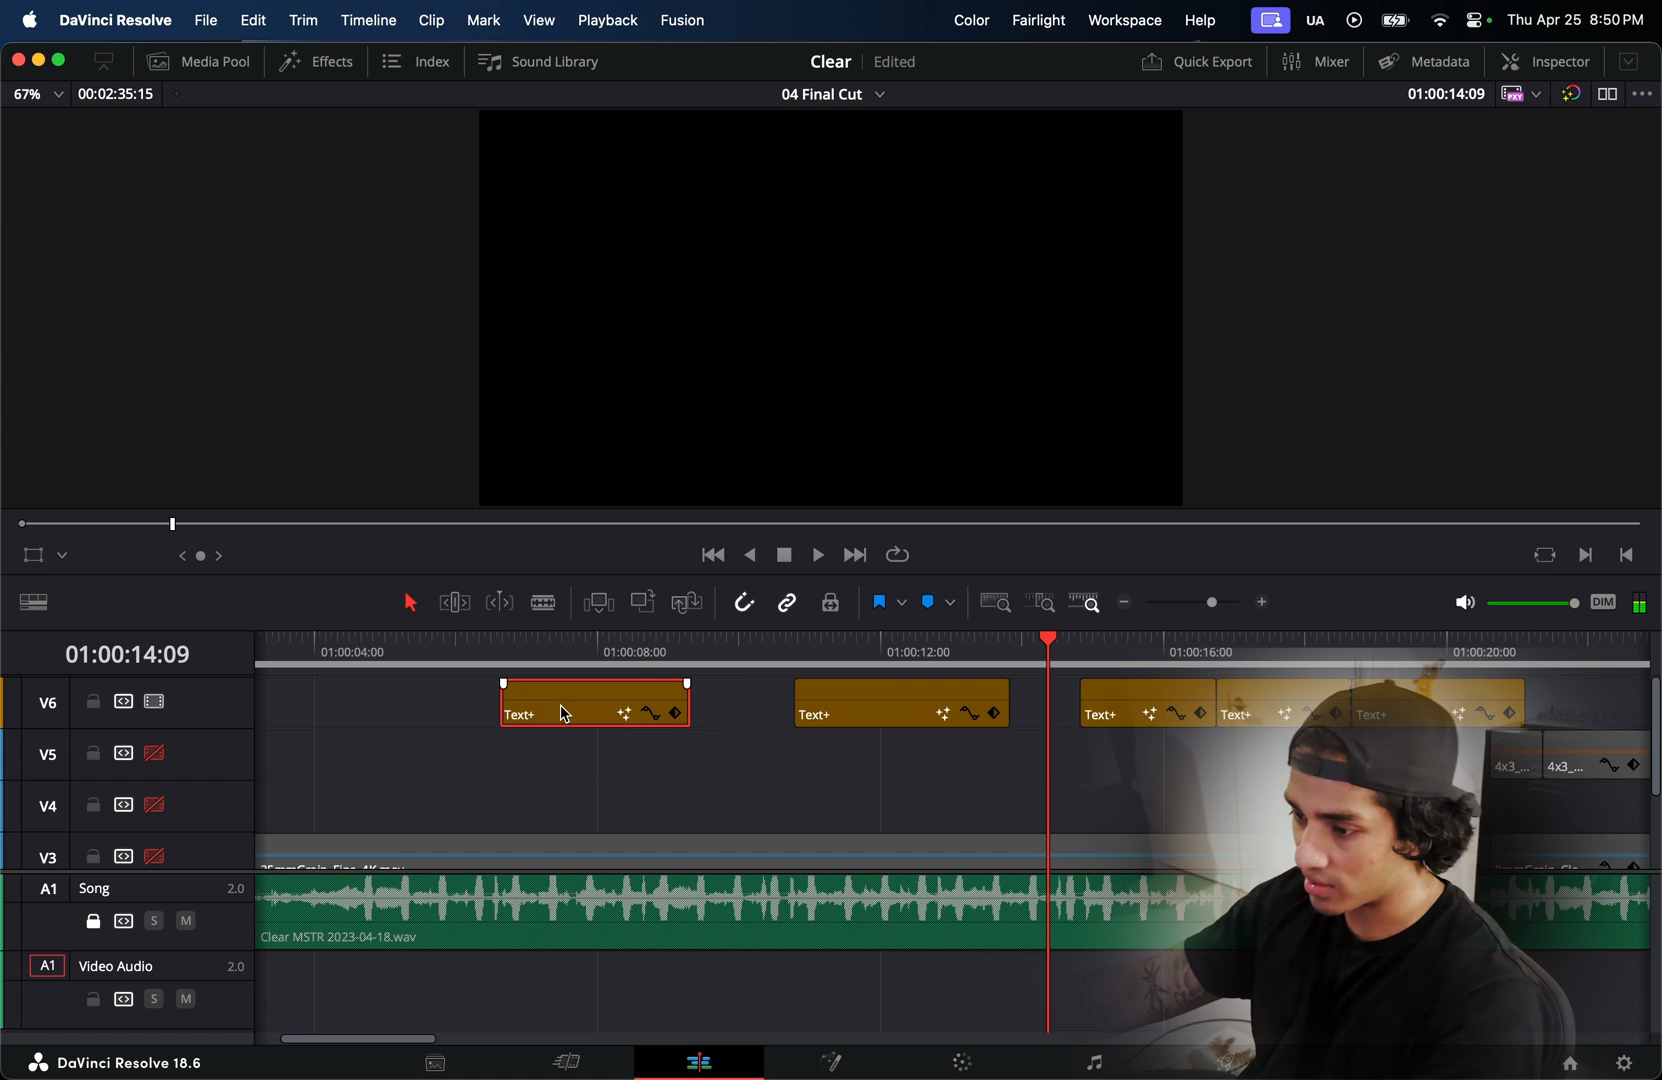 DaVinci Resolve File Edit Trim Timeline Clip Mark View Playback Fusion Color Fairlight Workspace Help UA Thu Apr 25 8:50 PM
Media Pool Effects Index Sound Library Clear Edited Quick Export Mixer Metadata Inspector
67% 00:02:35:15 04 Final Cut 01:00:14:09 PXY
DIM
01:00:14:09 01:00:04:00 01:00:08:00 01:00:12:00 01:00:16:00 01:00:20:00
V6 Text+ Text+ Text+ Text+ Text+
V5 4x3_... 4x3_...
V4
V3
A1 Song 2.0
S M
Clear MSTR 2023-04-18.wav
A1 Video Audio 2.0
S M
DaVinci Resolve 18.6